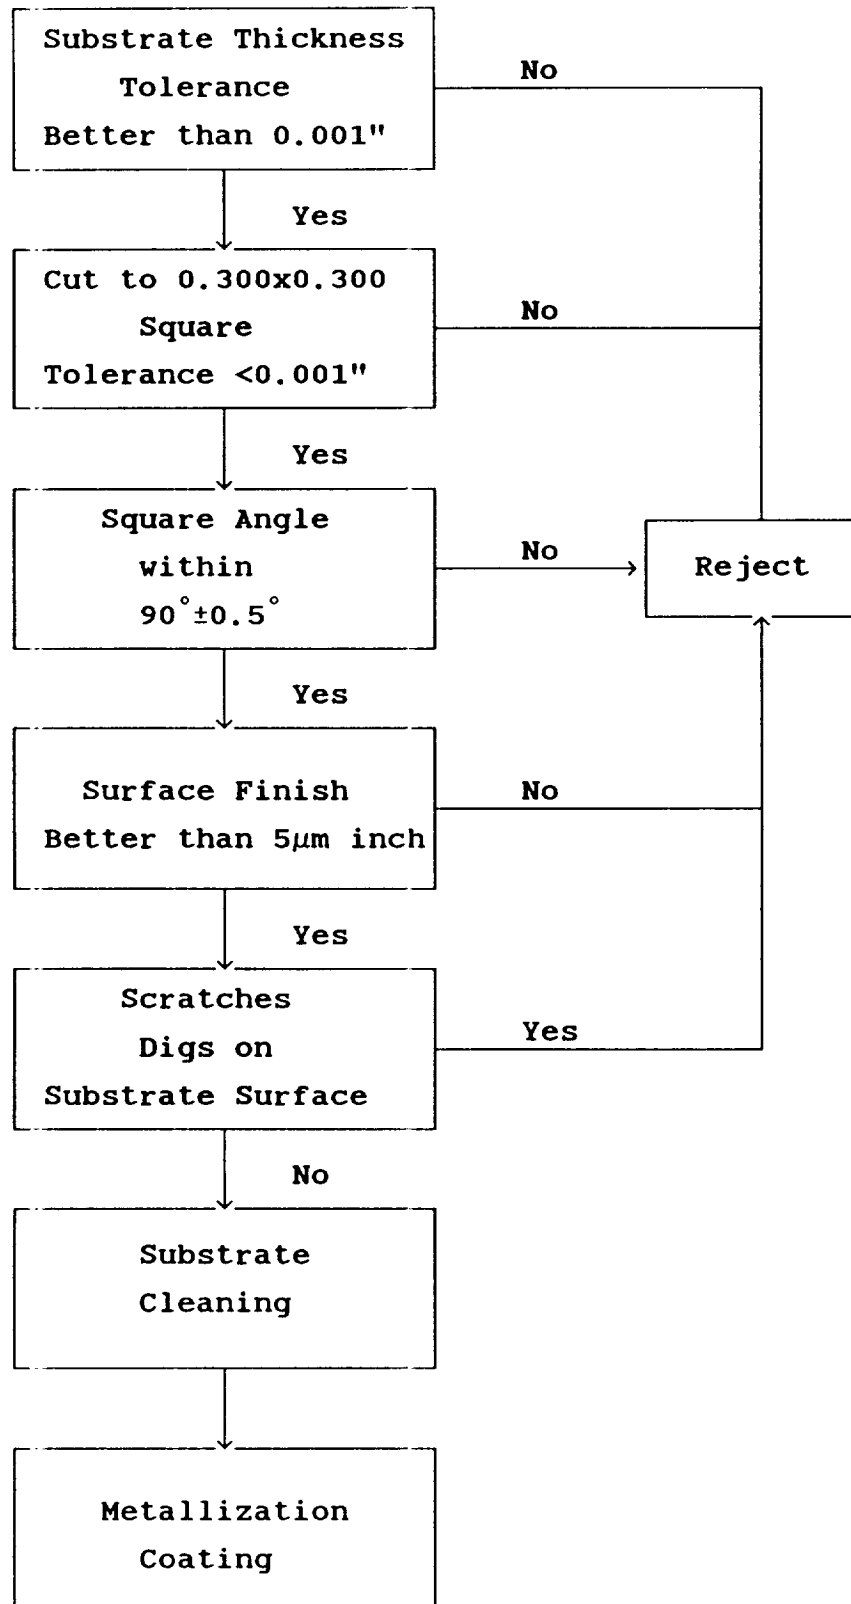 Substrate Thickness
Tolerance
Better than 0.001"
No
Yes
Cut to 0.300x0.300
Square
Tolerance <0.001"
No
Yes
Square Angle
within
90°±0.5°
No
Reject
Yes
Surface Finish
Better than 5μm inch
No
Yes
Scratches
Digs on
Substrate Surface
Yes
No
Substrate
Cleaning
Metallization
Coating